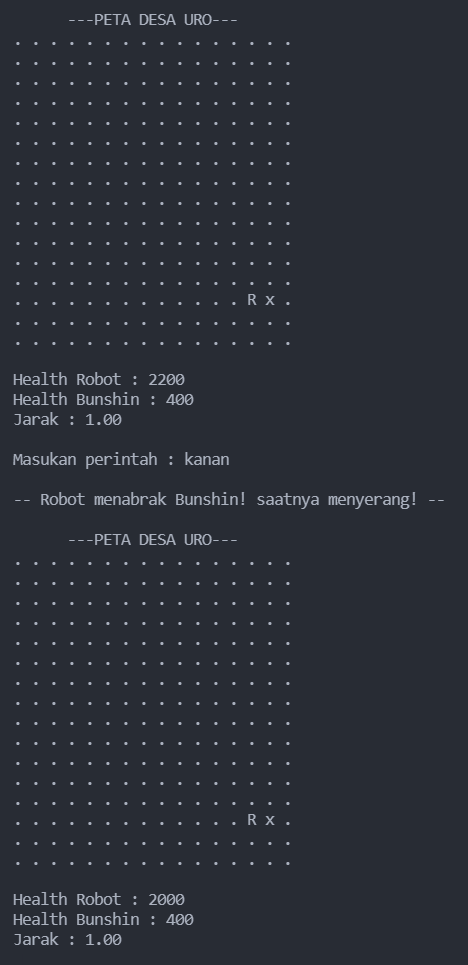 ---PETA DESA URO---
. . . . . . . . . . . . . . . .
. . . . . . . . . . . . . . . .
. . . . . . . . . . . . . . . .
. . . . . . . . . . . . . . . .
. . . . . . . . . . . . . . . .
. . . . . . . . . . . . . . . .
. . . . . . . . . . . . . . . .
. . . . . . . . . . . . . . . .
. . . . . . . . . . . . . . . .
. . . . . . . . . . . . . . . .
. . . . . . . . . . . . . . . .
. . . . . . . . . . . . . . . .
. . . . . . . . . . . . . . . .
. . . . . . . . . . . . . R x .
. . . . . . . . . . . . . . . .
. . . . . . . . . . . . . . . .
Health Robot : 2200
Health Bunshin : 400
Jarak : 1.00
Masukan perintah : kanan
-- Robot menabrak Bunshin! saatnya menyerang! --
---PETA DESA URO---
. . . . . . . . . . . . . . . .
. . . . . . . . . . . . . . . .
. . . . . . . . . . . . . . . .
. . . . . . . . . . . . . . . .
. . . . . . . . . . . . . . . .
. . . . . . . . . . . . . . . .
. . . . . . . . . . . . . . . .
. . . . . . . . . . . . . . . .
. . . . . . . . . . . . . . . .
. . . . . . . . . . . . . . . .
. . . . . . . . . . . . . . . .
. . . . . . . . . . . . . . . .
. . . . . . . . . . . . . . . .
. . . . . . . . . . . . . R x .
. . . . . . . . . . . . . . . .
. . . . . . . . . . . . . . . .
Health Robot : 2000
Health Bunshin : 400
Jarak : 1.00